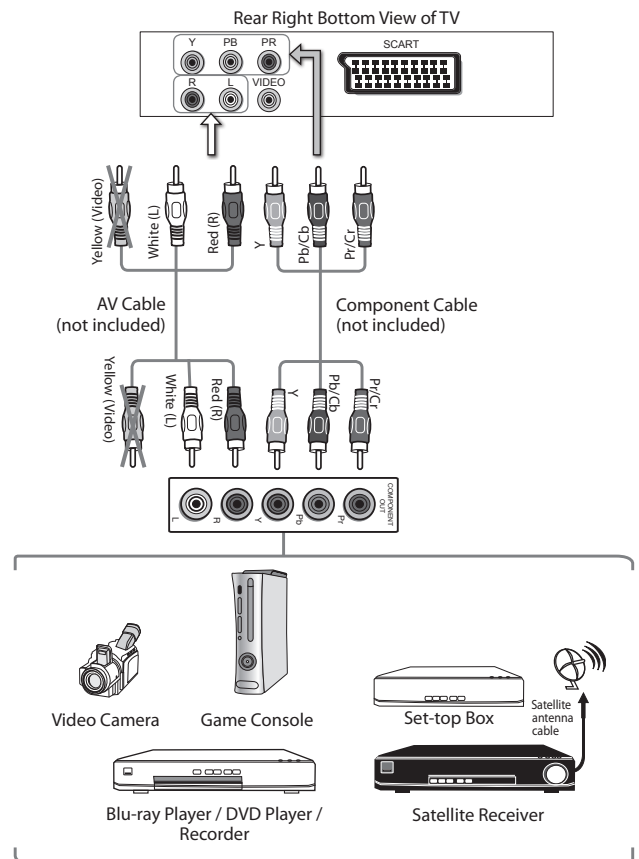 Rear Right Bottom View of TV
Y PB PR
SCART
R L VIDEO
Yellow (Video)
White (L)
Red (R)
Y
Pb/Cb
Pr/Cr
AV Cable
(not included)
Component Cable
(not included)
Yellow (Video)
White (L)
Red (R)
Y
Pb/Cb
Pr/Cr
L R Y Pb Pr
COMPONENT
OUT
Video Camera
Game Console
Set-top Box
Satellite
antenna
cable
Blu-ray Player / DVD Player /
Recorder
Satellite Receiver